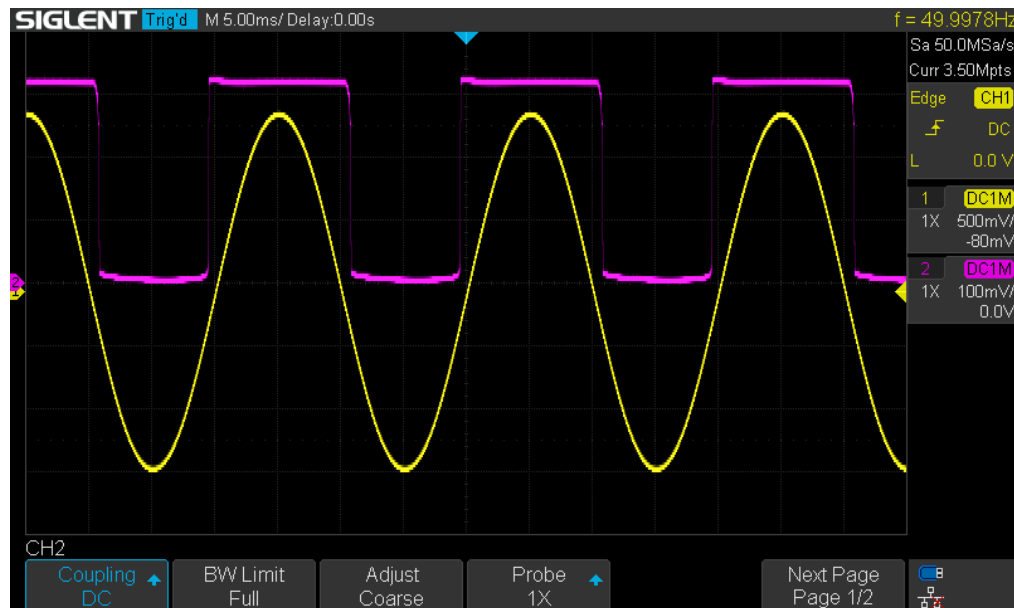 SIGLENT Trig'd M 5.00ms/ Delay:0.00s f = 49.9978Hz
Sa 50.0MSa/s
Curr 3.50Mpts
Edge CH1
DC
L 0.0 V
1 DC1M
1X 500mV/
-80mV
2 DC1M
1X 100mV/
0.0V
2
1
CH2
Coupling DC
BW Limit Full
Adjust Coarse
Probe 1X
Next Page Page 1/2
B